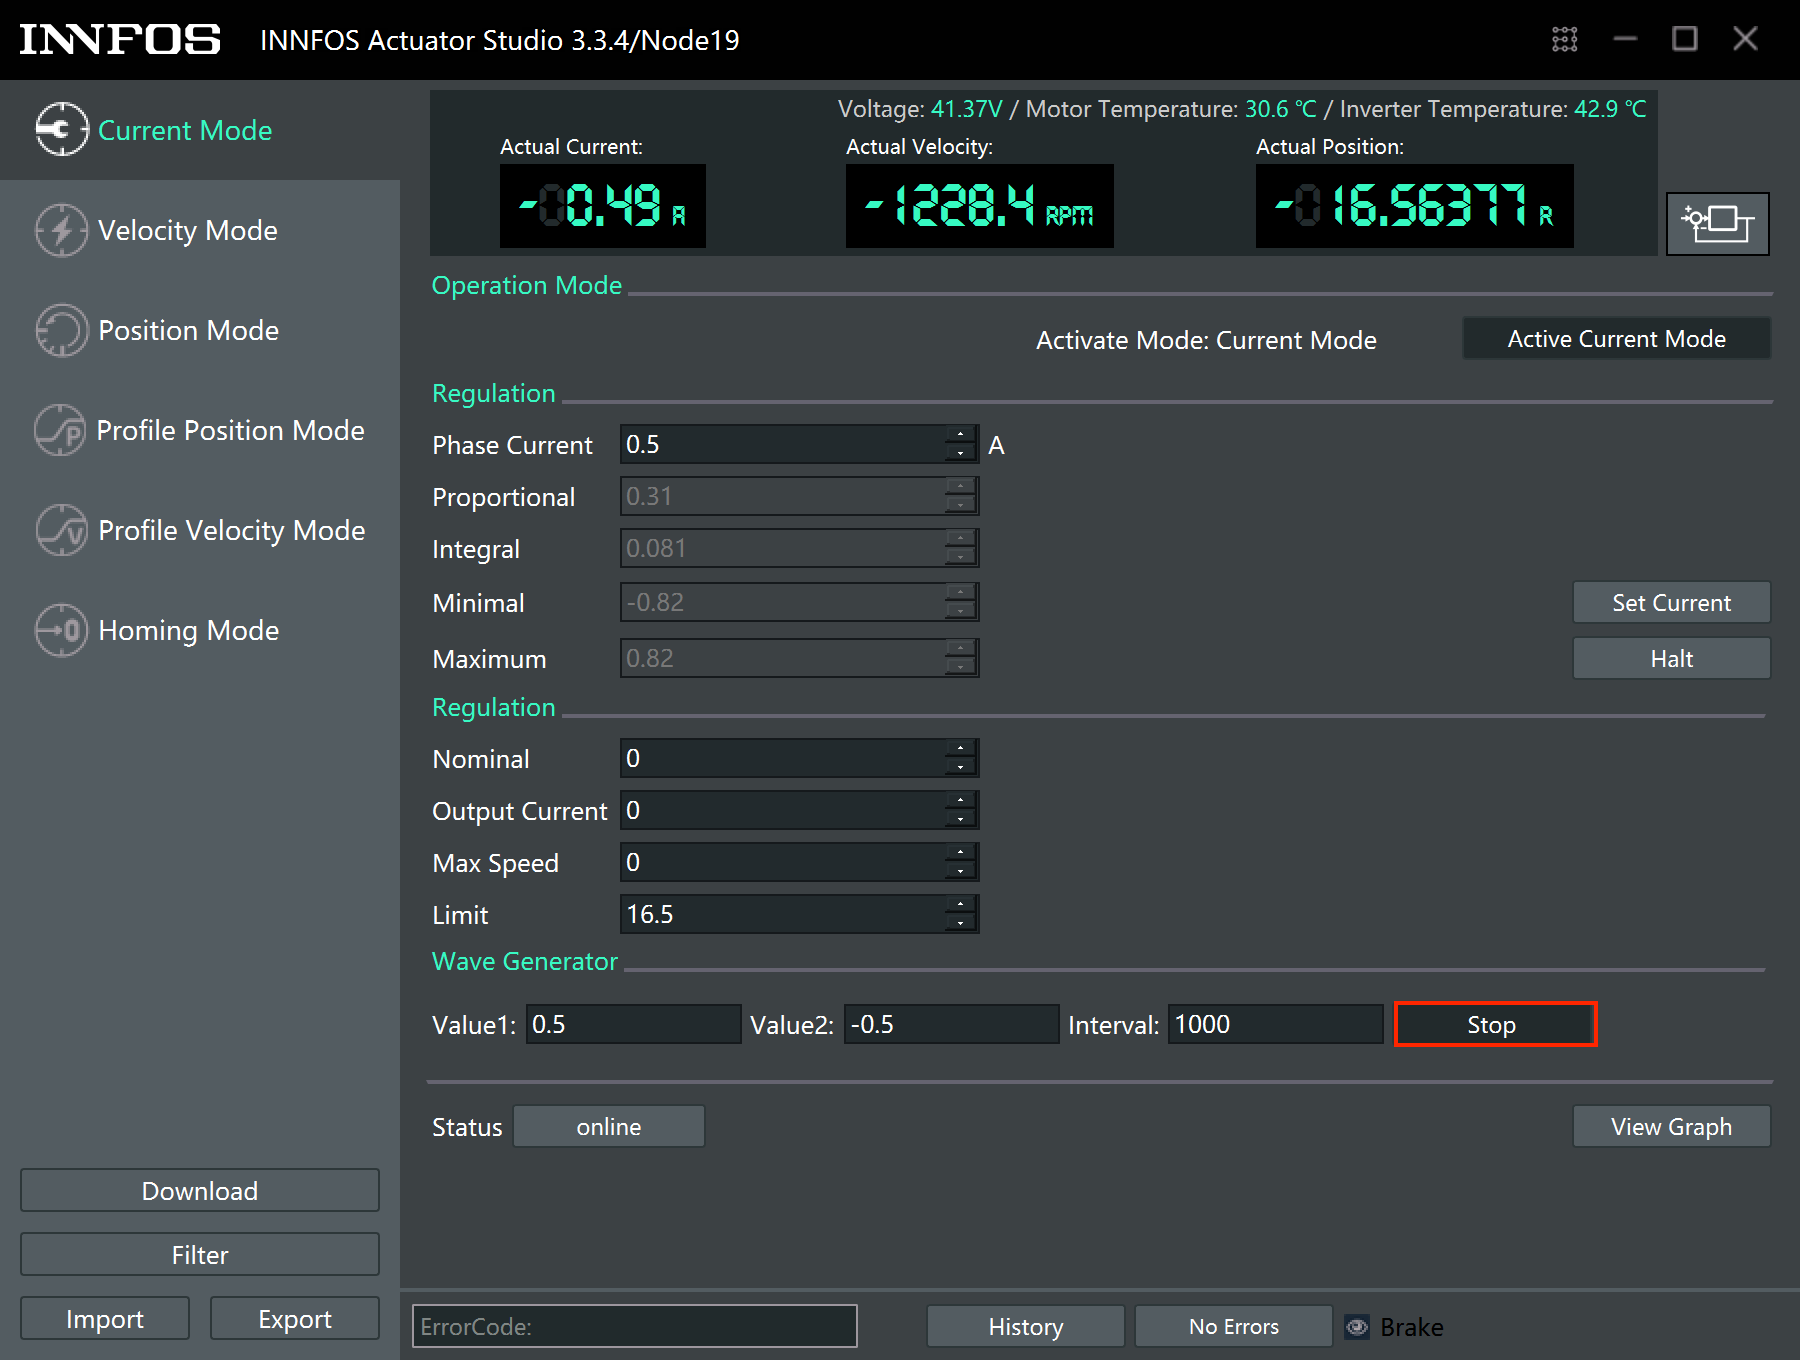 INNFOS
INNFOS Actuator Studio 3.3.4/Node19
Current Mode
Velocity Mode
Position Mode
Profile Position Mode
Profile Velocity Mode
Homing Mode
Download
Filter
Import Export
Voltage: 41.37V / Motor Temperature: 30.6 ℃ / Inverter Temperature: 42.9 ℃
Actual Current: Actual Velocity: Actual Position:
-0.49 A -1228.4 RPM -16.56377 R
Operation Mode
Activate Mode: Current Mode Active Current Mode
Regulation
Phase Current 0.5 A
Proportional 0.31
Integral 0.081
Minimal -0.82 Set Current
Maximum 0.82 Halt
Regulation
Nominal 0
Output Current 0
Max Speed 0
Limit 16.5
Wave Generator
Value1: 0.5 Value2: -0.5 Interval: 1000 Stop
Status online View Graph
ErrorCode: History No Errors Brake